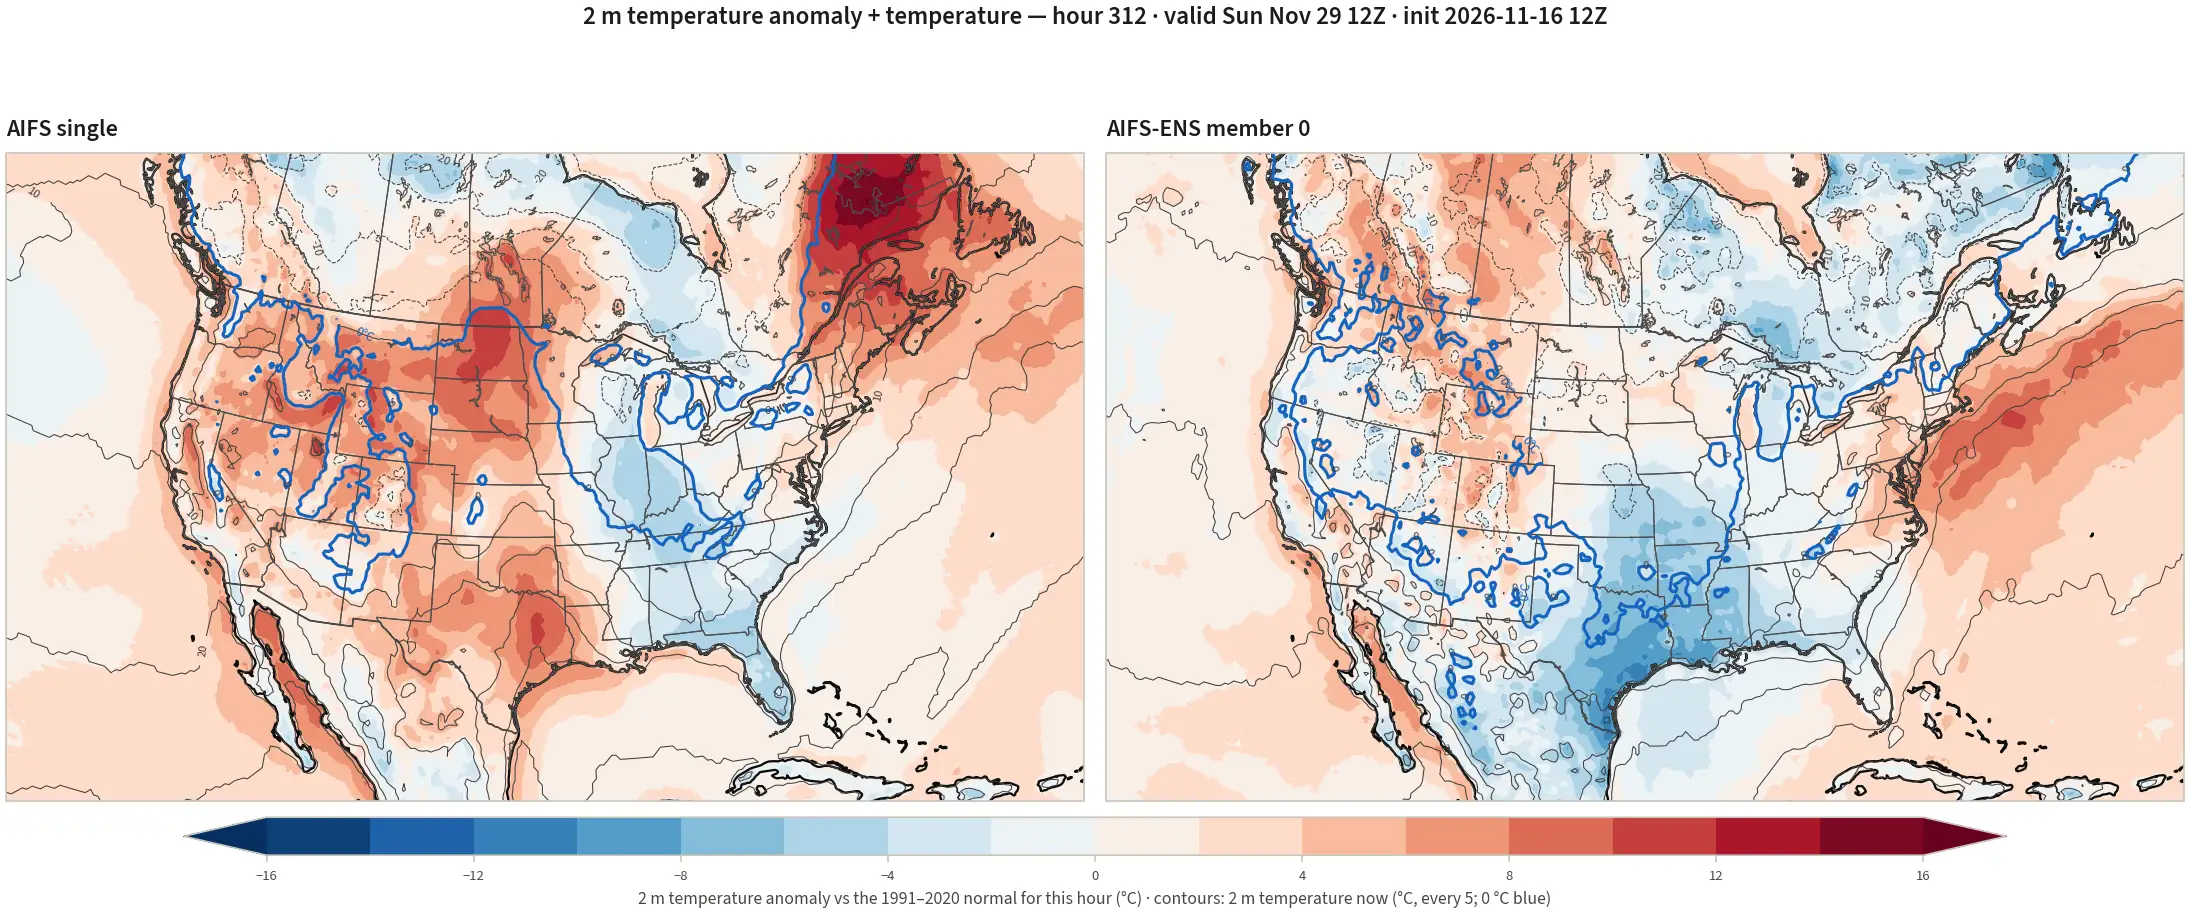 2 m temperature anomaly + temperature — hour 312 · valid Sun Nov 29 12Z · init 2026-11-16 12Z
AIFS single
AIFS-ENS member 0
−16 −12 −8 −4 0 4 8 12 16
2 m temperature anomaly vs the 1991–2020 normal for this hour (°C) · contours: 2 m temperature now (°C, every 5; 0 °C blue)